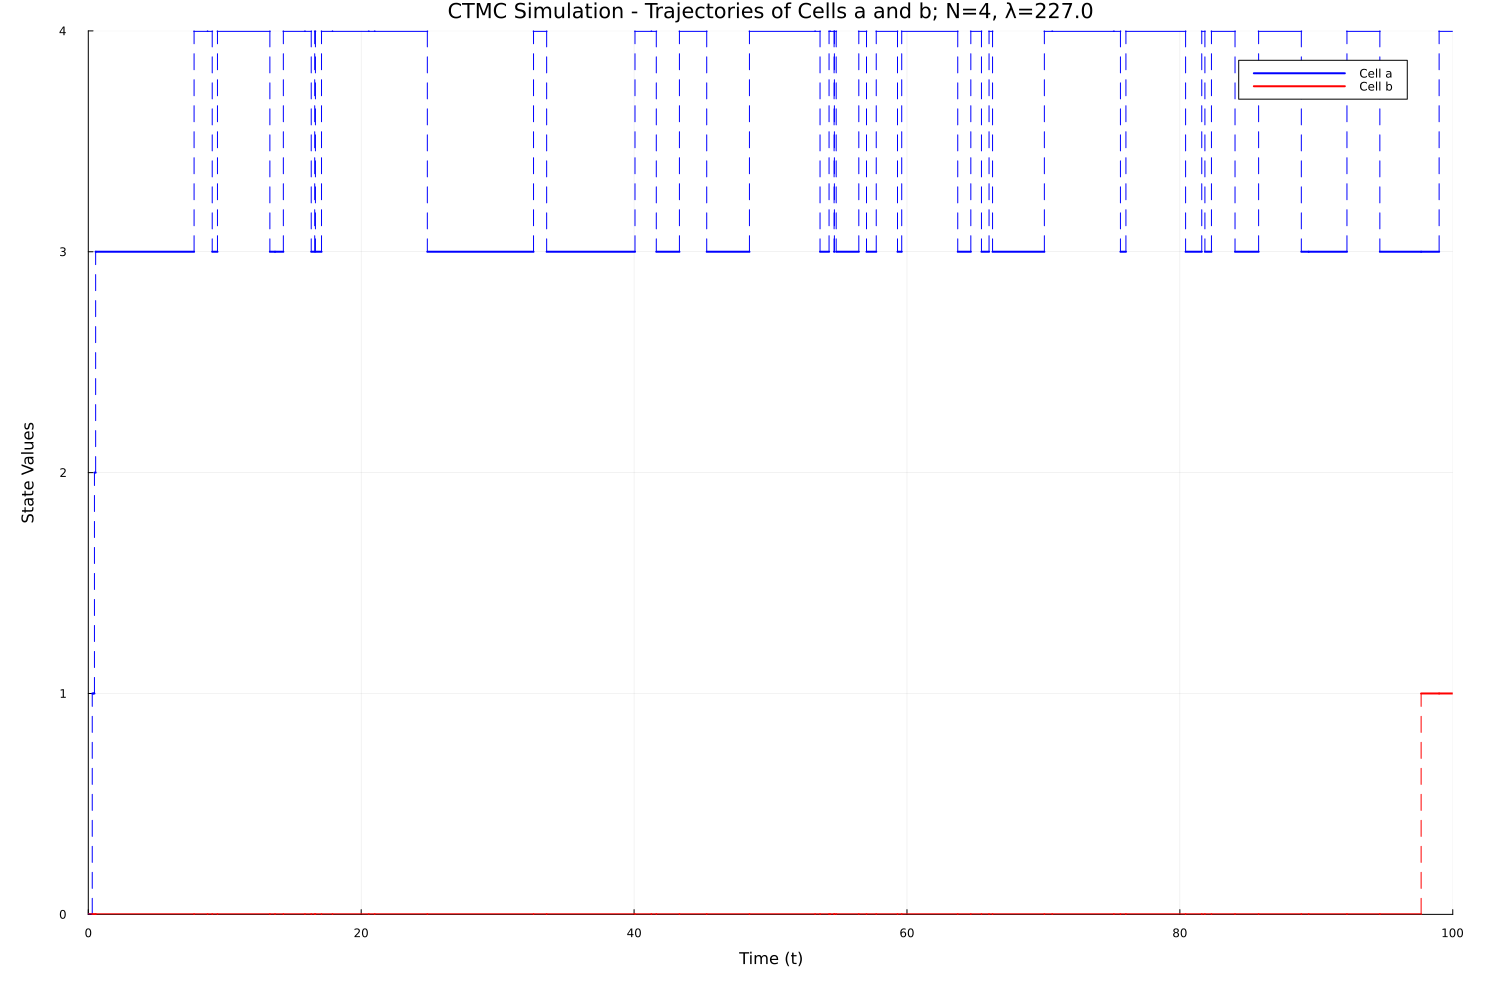 CTMC Simulation - Trajectories of Cells a and b; N=4, λ=227.0
4
Cell a
Cell b
3
State Values
2
1
0
0 20 40 60 80 100
Time (t)